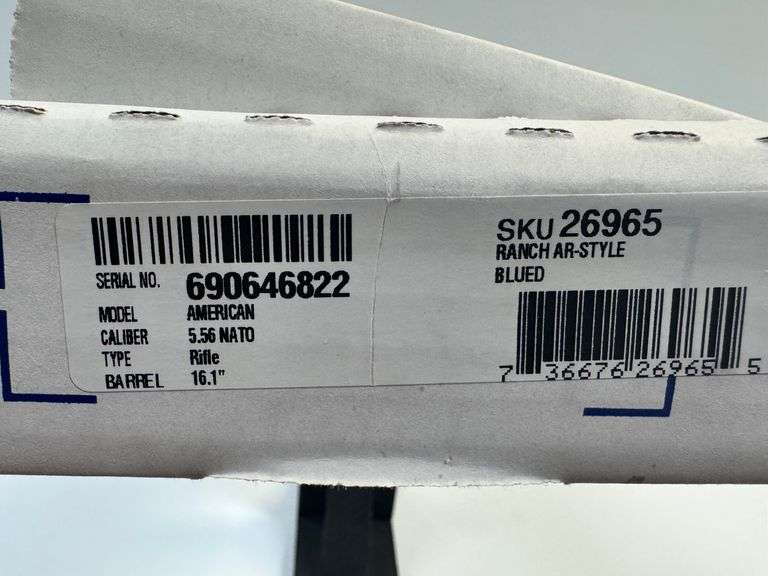 SERIAL NO. 690646822
MODEL AMERICAN
CALIBER 5.56 NATO
TYPE Rifle
BARREL 16.1"
SKU 26965
RANCH AR-STYLE
BLUED
7 36676 26965 5